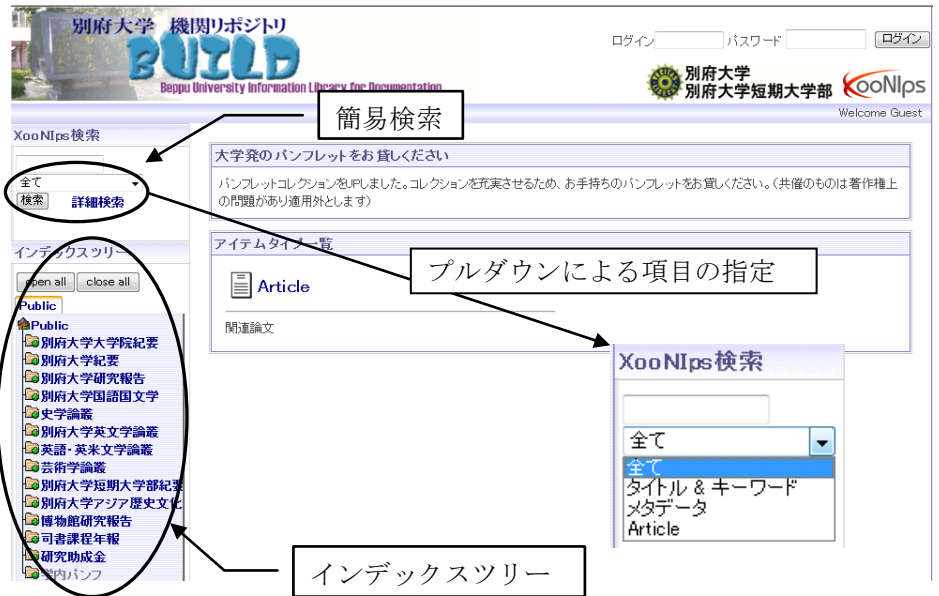 別府大学 機関リポジトリ
BUILD
Beppu University Information Library for Documentation
ログイン パスワード ログイン
別府大学
別府大学短期大学部
XooNIps
Welcome Guest
簡易検索
XooNIps検索
全て
検索 詳細検索
大学発のパンフレットをお貸しください
パンフレットコレクションをUPしました。コレクションを充実させるため、お手持ちのパンフレットをお貸しください。(共催のものは著作権上
の問題があり適用外とします)
インデックスツリー
open all close all
Public
Public
別府大学大学院紀要
別府大学紀要
別府大学研究報告
別府大学国語国文学
史学論叢
別府大学英文学論叢
英語・英米文学論叢
芸術学論叢
別府大学短期大学部紀要
別府大学アジア歴史文化
博物館研究報告
司書課程年報
研究助成金
学内パンフ
アイテムタイプ一覧
Article
関連論文
プルダウンによる項目の指定
XooNIps検索
全て
全て
タイトル & キーワード
メタデータ
Article
インデックスツリー